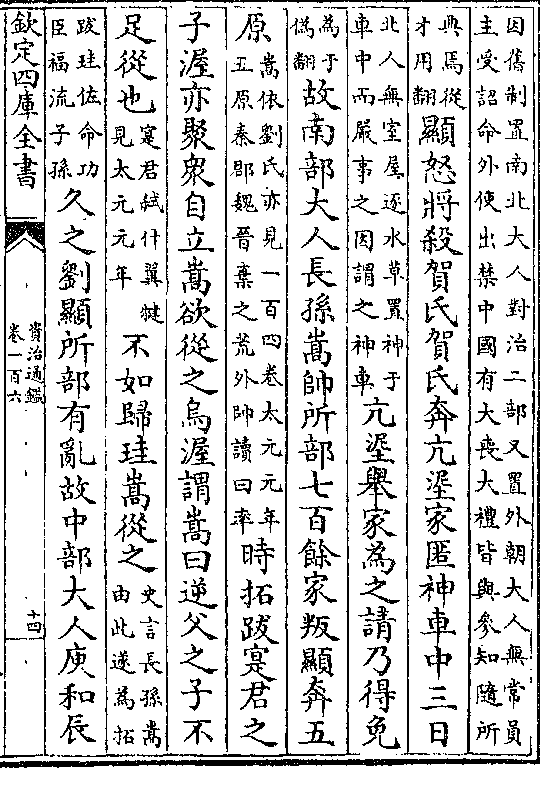 因舊制置南北大人對治二部又置外朝大人無常員
主受詔命外使出禁中國有大喪大禮皆與參知隨所
典焉從
才用翻
顯怒將殺賀氏賀氏奔亢埿家匿神車中三日
北人無室屋逐水草置神于
車中而嚴事之因謂之神車
亢埿舉家為之請乃得免
為于
偽翻
故南部大人長孫嵩帥所部七百餘家叛顯奔五
原
嵩依劉氏亦見一百四卷太元元年
五原秦郡魏晉棄之荒外帥讀曰率
時拓跋寔君之
子渥亦聚衆自立嵩欲從之烏渥謂嵩曰逆父之子不
足從也
寔君弑什翼犍
見太元元年
不如歸珪嵩從之
史言長孫嵩
由此遂為拓
跋珪佐命功
臣福流子孫
久之劉顯所部有亂故中部大人庾和辰
欽定四庫全書
資治通鑑
卷一百六
十四